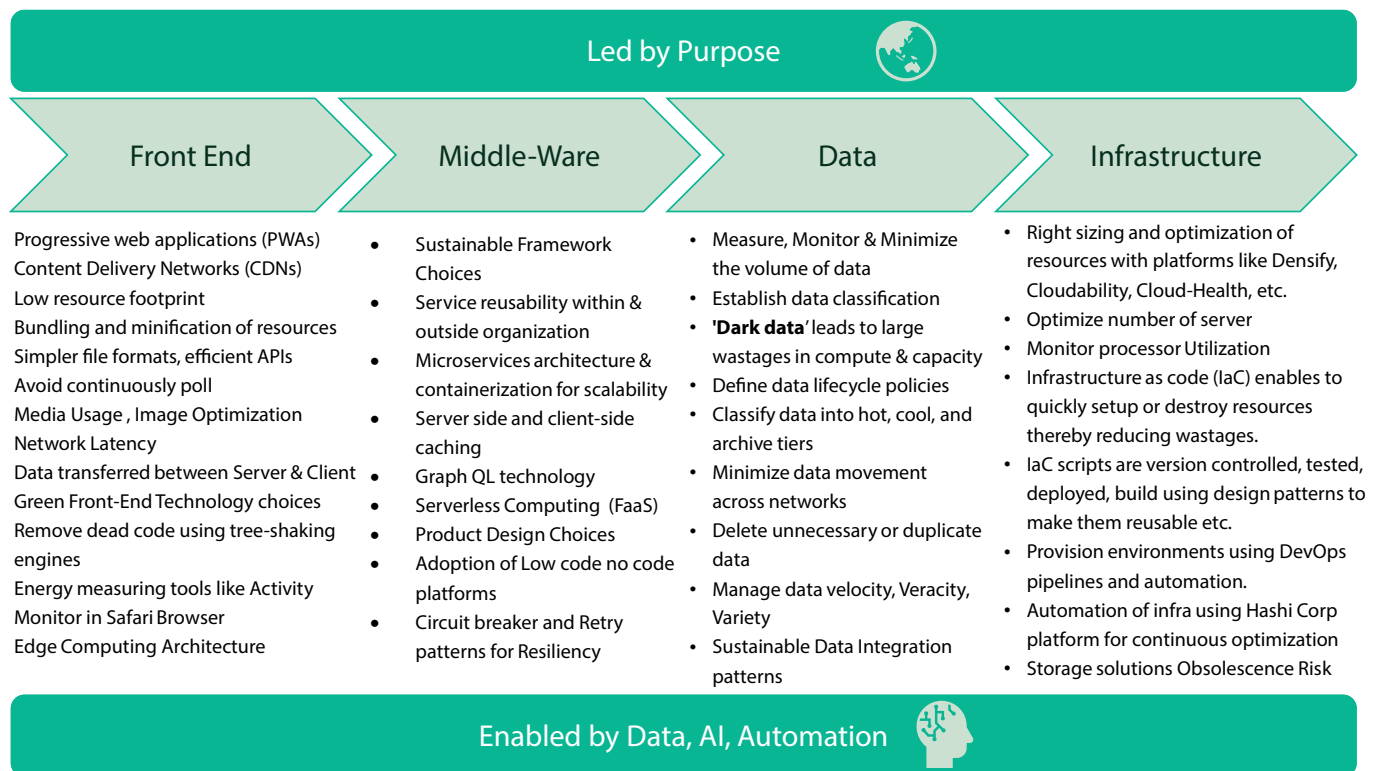 Led by Purpose
Front End
Middle-Ware
Data
Infrastructure
Progressive web applications (PWAs)
Content Delivery Networks (CDNs)
Low resource footprint
Bundling and minification of resources
Simpler file formats, efficient APIs
Avoid continuously poll
Media Usage , Image Optimization
Network Latency
Data transferred between Server & Client
Green Front-End Technology choices
Remove dead code using tree-shaking
engines
Energy measuring tools like Activity
Monitor in Safari Browser
Edge Computing Architecture
• Sustainable Framework
Choices
• Service reusability within &
outside organization
• Microservices architecture &
containerization for scalability
• Server side and client-side
caching
• Graph QL technology
• Serverless Computing (FaaS)
• Product Design Choices
• Adoption of Low code no code
platforms
• Circuit breaker and Retry
patterns for Resiliency
• Measure, Monitor & Minimize
the volume of data
• Establish data classification
• 'Dark data’ leads to large
wastages in compute & capacity
• Define data lifecycle policies
• Classify data into hot, cool, and
archive tiers
• Minimize data movement
across networks
• Delete unnecessary or duplicate
data
• Manage data velocity, Veracity,
Variety
• Sustainable Data Integration
patterns
• Right sizing and optimization of
resources with platforms like Densify,
Cloudability, Cloud-Health, etc.
• Optimize number of server
• Monitor processor Utilization
• Infrastructure as code (IaC) enables to
quickly setup or destroy resources
thereby reducing wastages.
• IaC scripts are version controlled, tested,
deployed, build using design patterns to
make them reusable etc.
• Provision environments using DevOps
pipelines and automation.
• Automation of infra using Hashi Corp
platform for continuous optimization
• Storage solutions Obsolescence Risk
Enabled by Data, AI, Automation